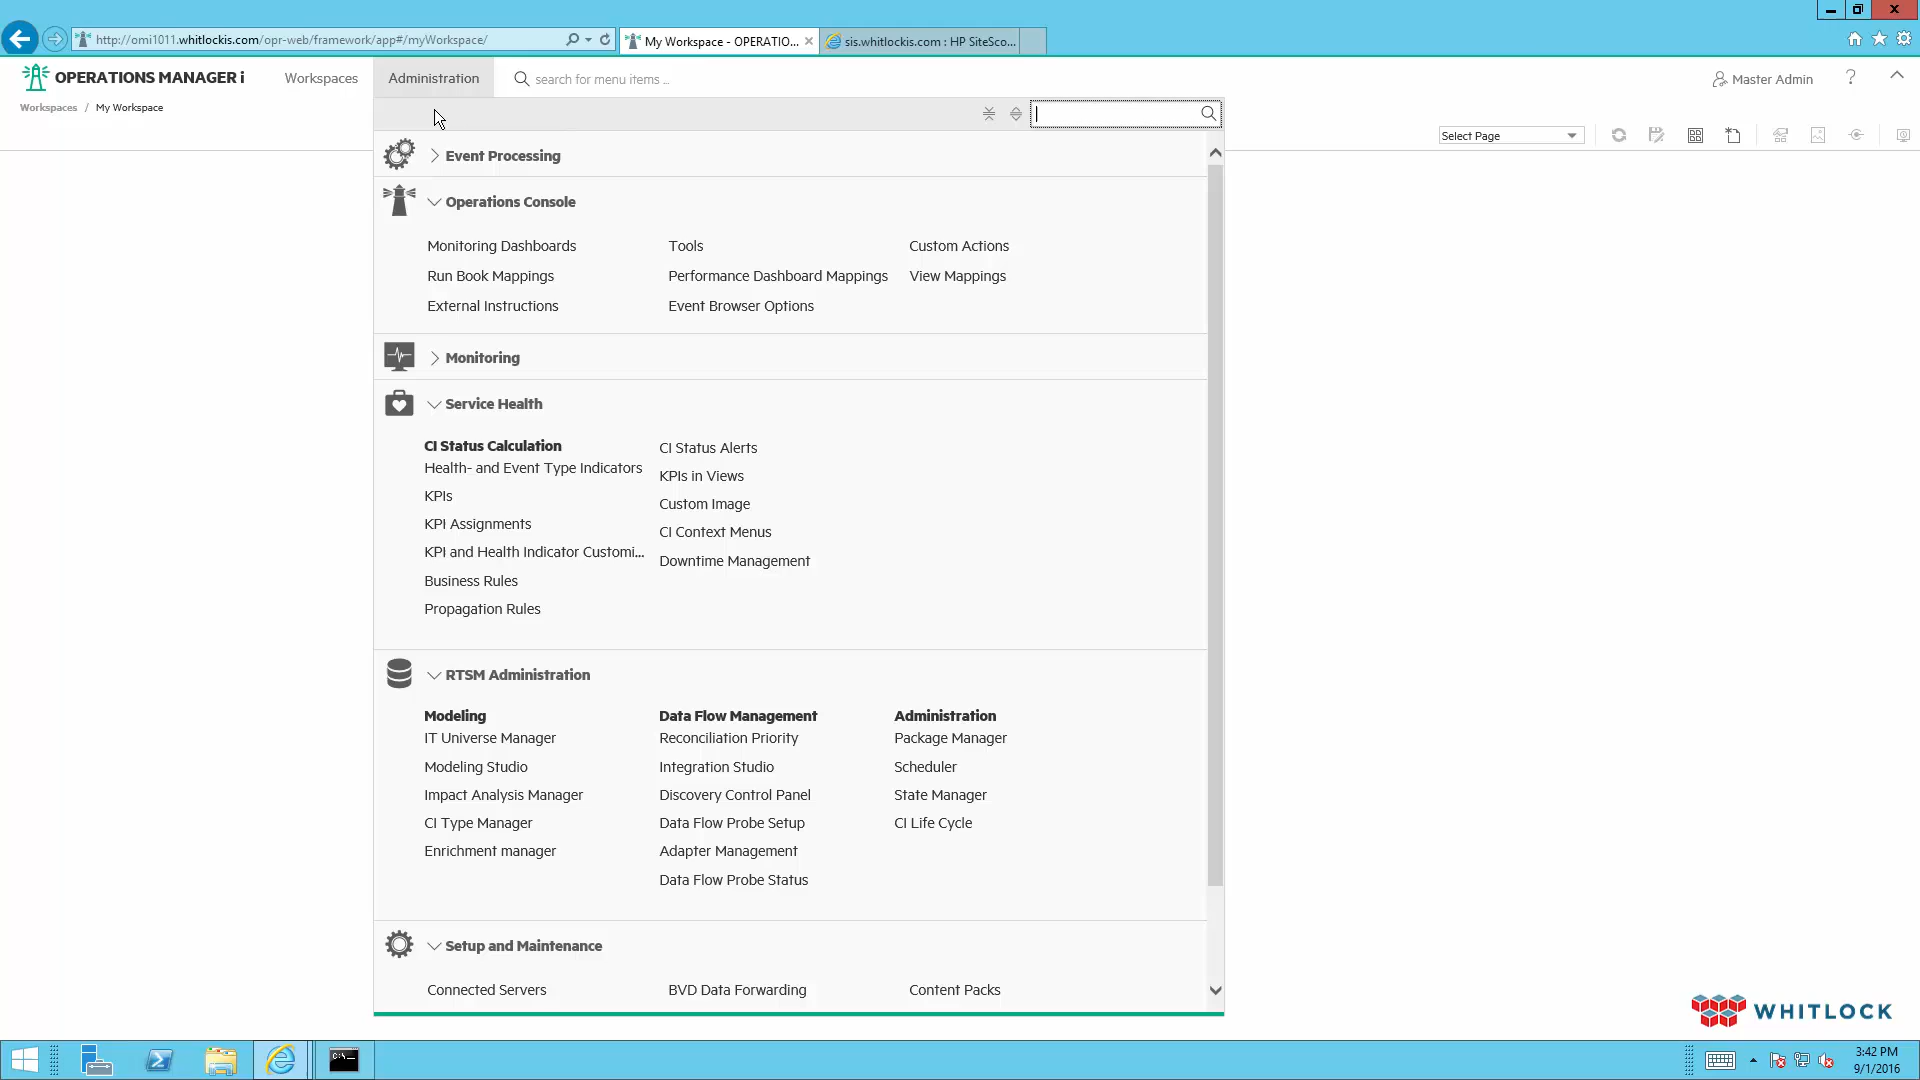 http://omi1011.whitlockis.com/opr-web/framework/app#/myWorkspace/
My Workspace - OPERATIO...
sis.whitlockis.com : HP SiteSco...
OPERATIONS MANAGER i
Workspaces
Administration
search for menu items ...
Master Admin
?
Workspaces / My Workspace
Select Page
Event Processing
Operations Console
Monitoring Dashboards
Tools
Custom Actions
Run Book Mappings
Performance Dashboard Mappings
View Mappings
External Instructions
Event Browser Options
Monitoring
Service Health
CI Status Calculation
Health- and Event Type Indicators
KPIs
KPI Assignments
KPI and Health Indicator Customi...
Business Rules
Propagation Rules
CI Status Alerts
KPIs in Views
Custom Image
CI Context Menus
Downtime Management
RTSM Administration
Modeling
IT Universe Manager
Modeling Studio
Impact Analysis Manager
CI Type Manager
Enrichment manager
Data Flow Management
Reconciliation Priority
Integration Studio
Discovery Control Panel
Data Flow Probe Setup
Adapter Management
Data Flow Probe Status
Administration
Package Manager
Scheduler
State Manager
CI Life Cycle
Setup and Maintenance
Connected Servers
BVD Data Forwarding
Content Packs
WHITLOCK
3:42 PM
9/1/2016